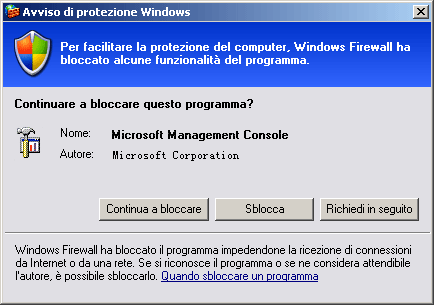 Avviso di protezione Windows
Per facilitare la protezione del computer, Windows Firewall ha
bloccato alcune funzionalità del programma.
Continuare a bloccare questo programma?
Nome: Microsoft Management Console
Autore: Microsoft Corporation
Continua a bloccare Sblocca Richiedi in seguito
Windows Firewall ha bloccato il programma impedendone la ricezione di connessioni
da Internet o da una rete. Se si riconosce il programma o se ne considera attendibile
l'autore, è possibile sbloccarlo. Quando sbloccare un programma